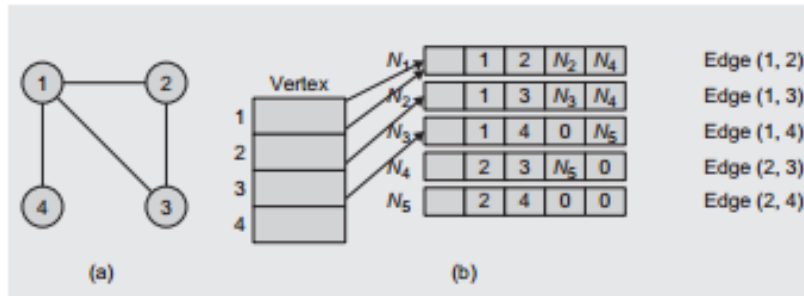 1 2
4 3
(a)
Vertex
1
2
3
4
N1 1 2 N2 N4 Edge (1, 2)
N2 1 3 N3 N4 Edge (1, 3)
N3 1 4 0 N5 Edge (1, 4)
N4 2 3 N5 0 Edge (2, 3)
N5 2 4 0 0 Edge (2, 4)
(b)